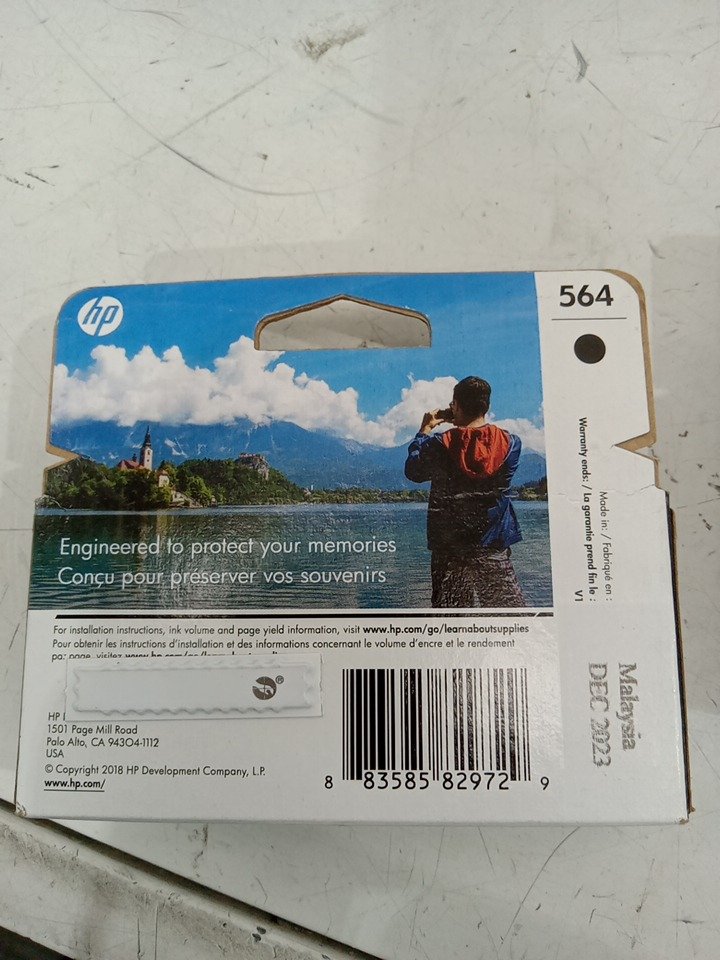 hp
564
Engineered to protect your memories
Conçu pour préserver vos souvenirs
Made in: / Fabriqué en :
Warranty ends: / La garantie prend fin le :
V1
Malaysia
DEC 2023
For installation instructions, ink volume and page yield information, visit www.hp.com/go/learnaboutsupplies
Pour obtenir les instructions d'installation et des informations concernant le volume d'encre et le rendement
page, visitez
HP
1501 Page Mill Road
Palo Alto, CA 94304-1112
USA
© Copyright 2018 HP Development Company, L.P.
www.hp.com/
8 83585 82972 9